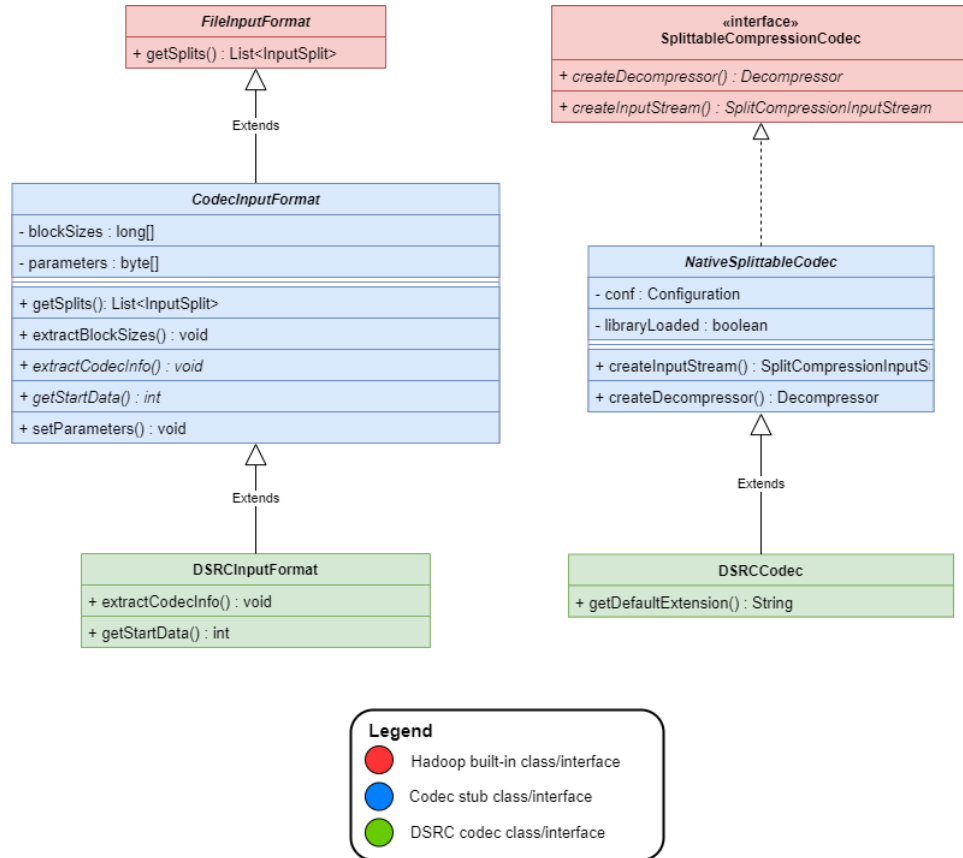 FileInputFormat
+ getSplits() : List<InputSplit>
Extends
CodecInputFormat
- blockSizes : long[]
- parameters : byte[]
+ getSplits(): List<InputSplit>
+ extractBlockSizes() : void
+ extractCodecInfo() : void
+ getStartData() : int
+ setParameters() : void
Extends
DSRCInputFormat
+ extractCodecInfo() : void
+ getStartData() : int
«interface»
SplittableCompressionCodec
+ createDecompressor() : Decompressor
+ createInputStream() : SplitCompressionInputStream
NativeSplittableCodec
- conf : Configuration
- libraryLoaded : boolean
+ createInputStream() : SplitCompressionInputSt
+ createDecompressor() : Decompressor
Extends
DSRCCodec
+ getDefaultExtension() : String
Legend
Hadoop built-in class/interface
Codec stub class/interface
DSRC codec class/interface